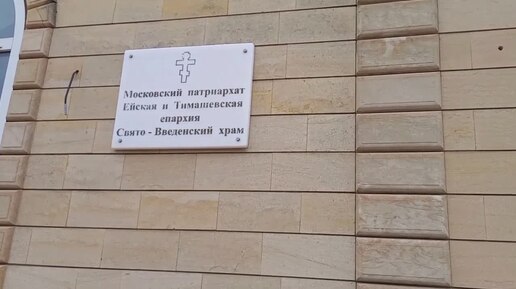 Московский патриархат
Ейская и Тимашевская
епархия
Свято - Введенский храм